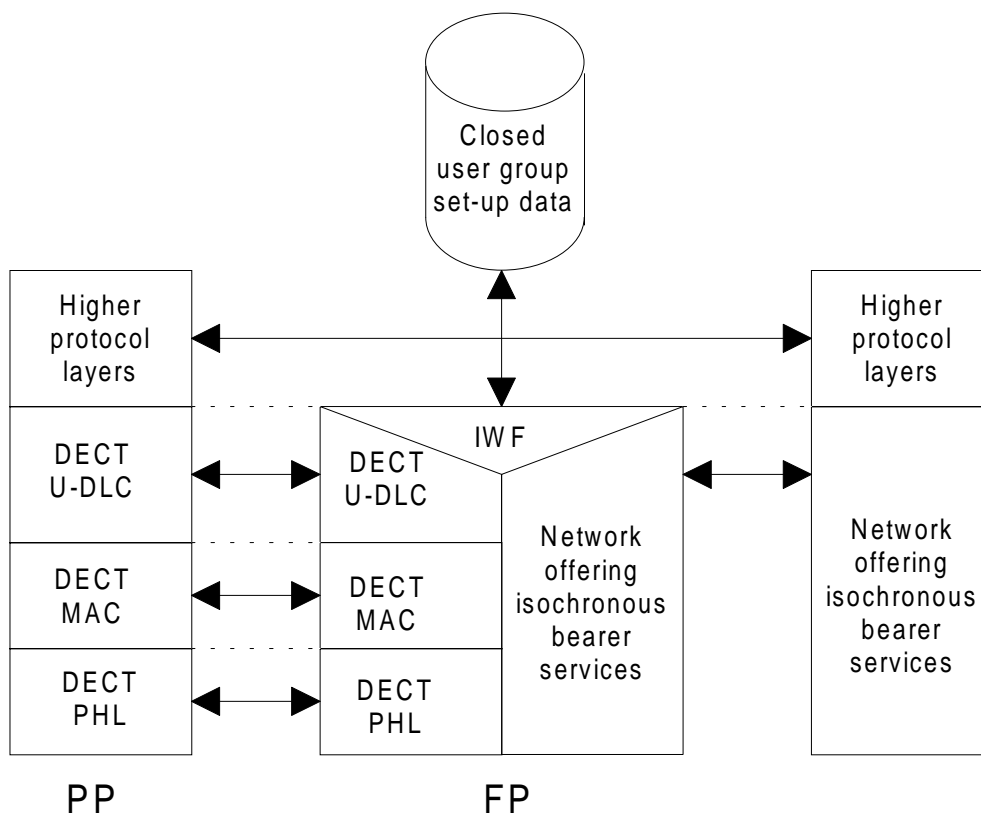 Closed
user group
set-up data
Higher
protocol
layers
Higher
protocol
layers
IWF
DECT
U-DLC
DECT
U-DLC
Network
offering
isochronous
bearer
services
Network
offering
isochronous
bearer
services
DECT
MAC
DECT
MAC
DECT
PHL
DECT
PHL
PP
FP